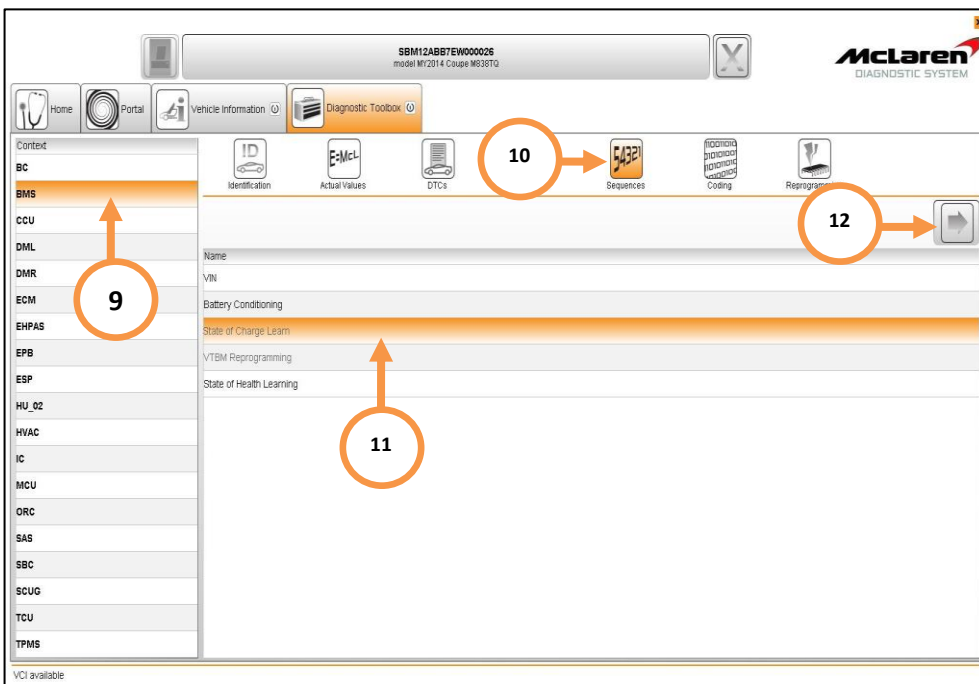 SBM12ABB7EW000026
model MY2014 Coupe M838TQ
McLaren
DIAGNOSTIC SYSTEM
Home
Portal
Vehicle Information
Diagnostic Toolbox
Context
BC
BMS
CCU
DML
DMR
ECM
EHPAS
EPB
ESP
HU_02
HVAC
IC
MCU
ORC
SAS
SBC
SCUG
TCU
TPMS
9
ID
Identification
E=McL
Actual Values
DTCs
10
54321
Sequences
Coding
12
Name
VIN
Battery Conditioning
State of Charge Learn
VTBM Reprogramming
State of Health Learning
11
VCI available